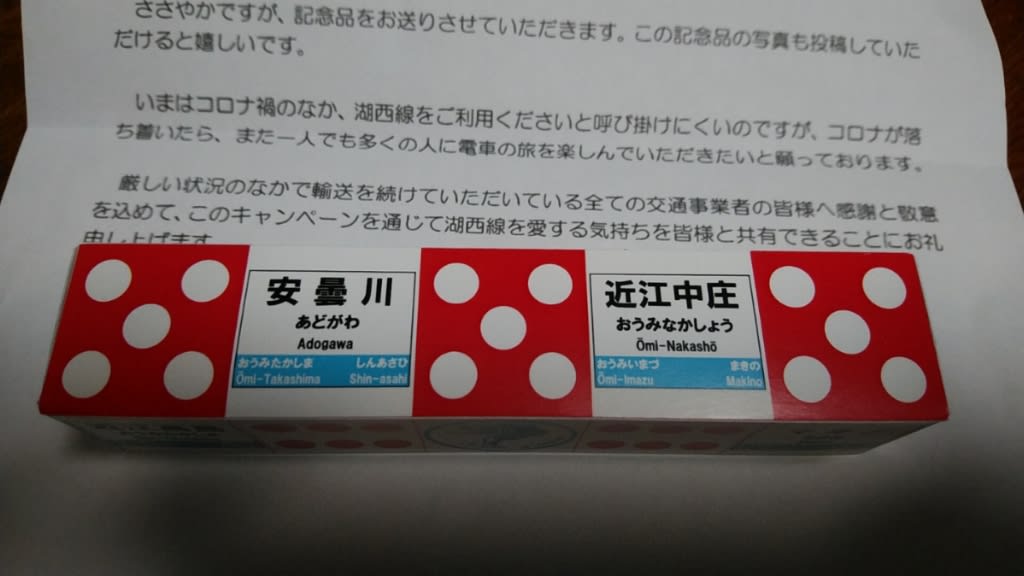 ささやかですが、記念品をお送りさせていただきます。この記念品の写真も投稿していた
だけると嬉しいです。
いまはコロナ禍のなか、湖西線をご利用くださいと呼び掛けにくいのですが、コロナが落
ち着いたら、また一人でも多くの人に電車の旅を楽しんでいただきたいと願っております。
厳しい状況のなかで輸送を続けていただいている全ての交通事業者の皆様へ感謝と敬意
を込めて、このキャンペーンを通じて湖西線を愛する気持ちを皆様と共有できることにお礼
申し上げます
安曇川
あどがわ
Adogawa
おうみたかしま しんあさひ
Ōmi-Takashima Shin-asahi
近江中庄
おうみなかしょう
Ōmi-Nakashō
おうみいまづ まきの
Ōmi-Imazu Makino